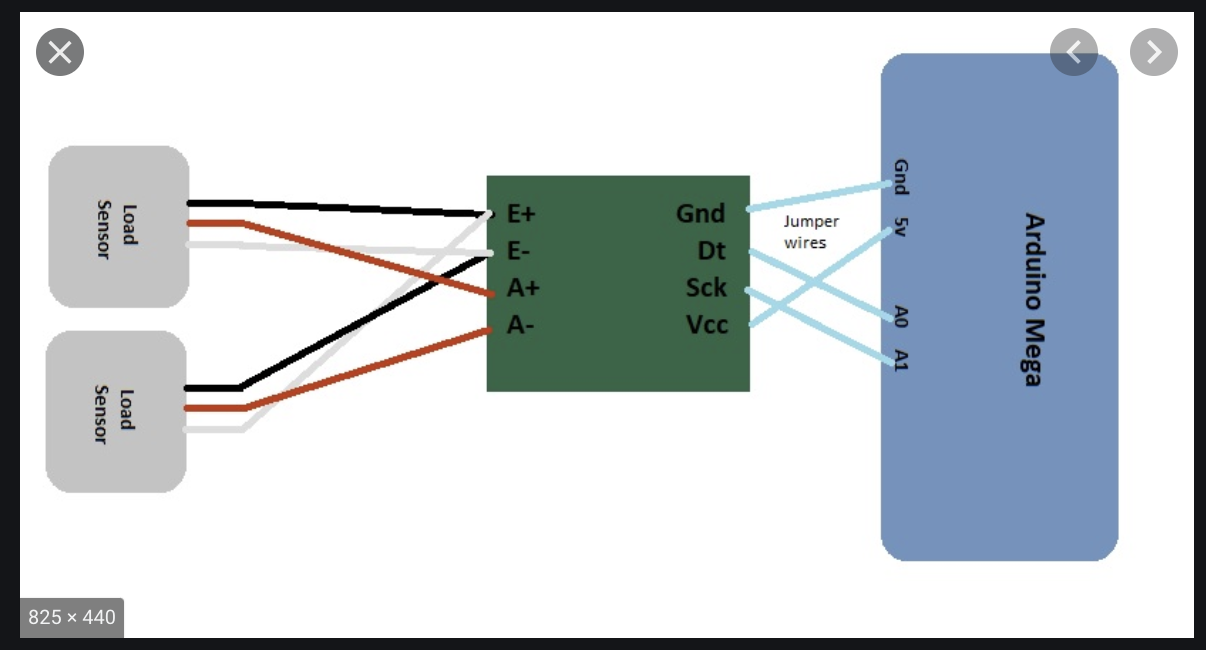 Load
Sensor
Load
Sensor
E+
E-
A+
A-
Gnd
Dt
Sck
Vcc
Jumper
wires
Gnd
5v
A0
A1
Arduino Mega
825 × 440